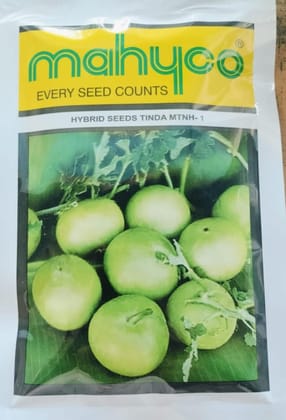 mahyco®
EVERY SEED COUNTS
HYBRID SEEDS TINDA MTNH- 1